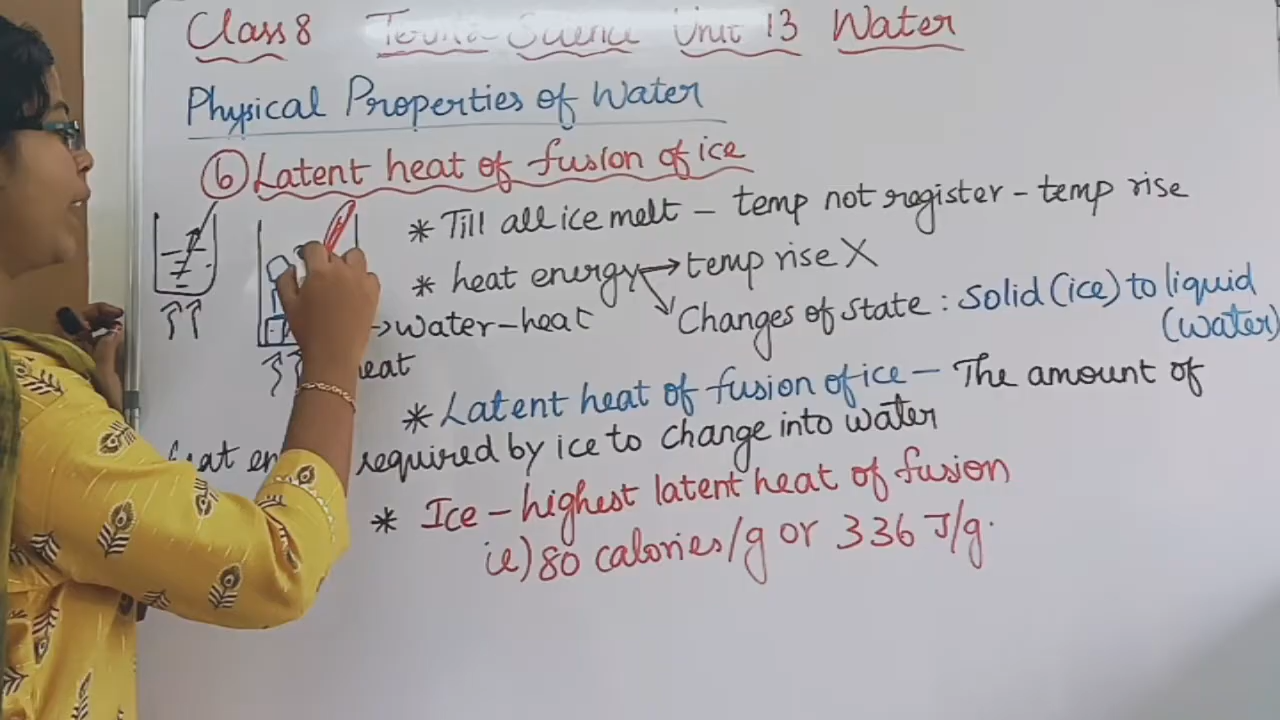 Class 8 Term-2 Science Unit 13 Water
Physical Properties of Water
6 Latent heat of fusion of ice
* Till all ice melt - temp not register - temp rise
* heat energy → temp rise X
Changes of state : solid (ice) to liquid
(water)
→ water - heat
heat
* Latent heat of fusion of ice - The amount of
heat required by ice to change into water
* Ice - highest latent heat of fusion
ie) 80 calories/g or 336 J/g.